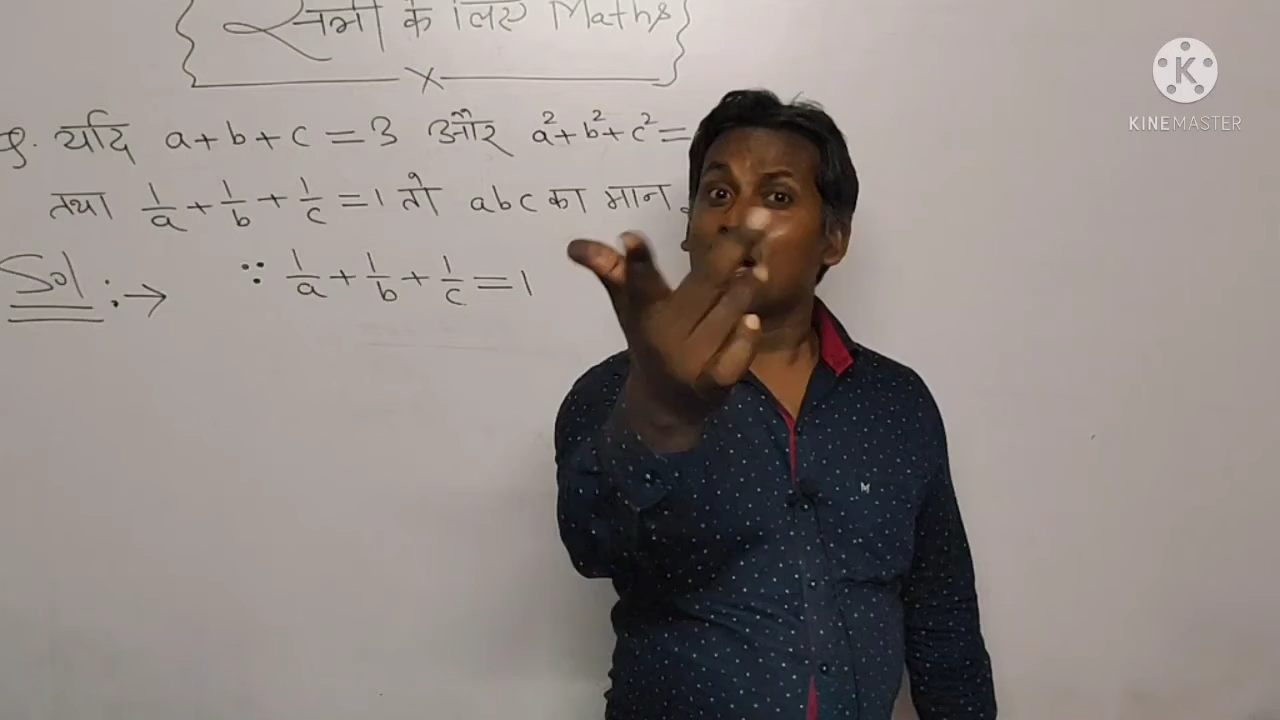 सभी के लिए Maths
X
Q. यदि a + b + c = 3 और a² + b² + c² =
तथा 1/a + 1/b + 1/c = 1 तो abc का मान
Sol :→ ∵ 1/a + 1/b + 1/c = 1
M
KINEMASTER